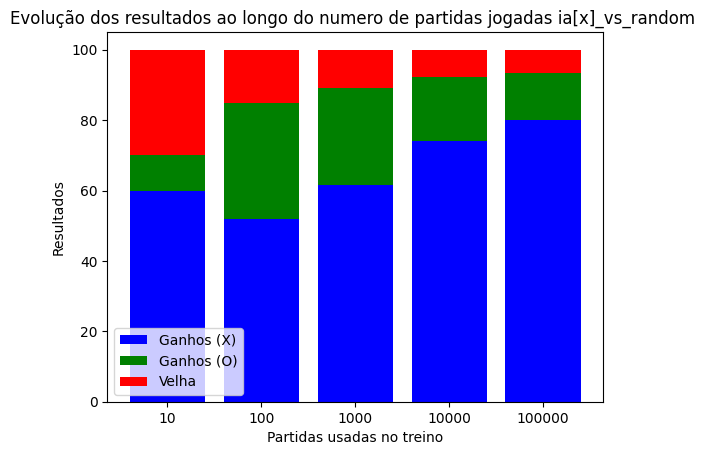 Evolução dos resultados ao longo do numero de partidas jogadas ia[x]_vs_random
100
80
60
40
20
0
Resultados
Ganhos (X)
Ganhos (O)
Velha
10 100 1000 10000 100000
Partidas usadas no treino